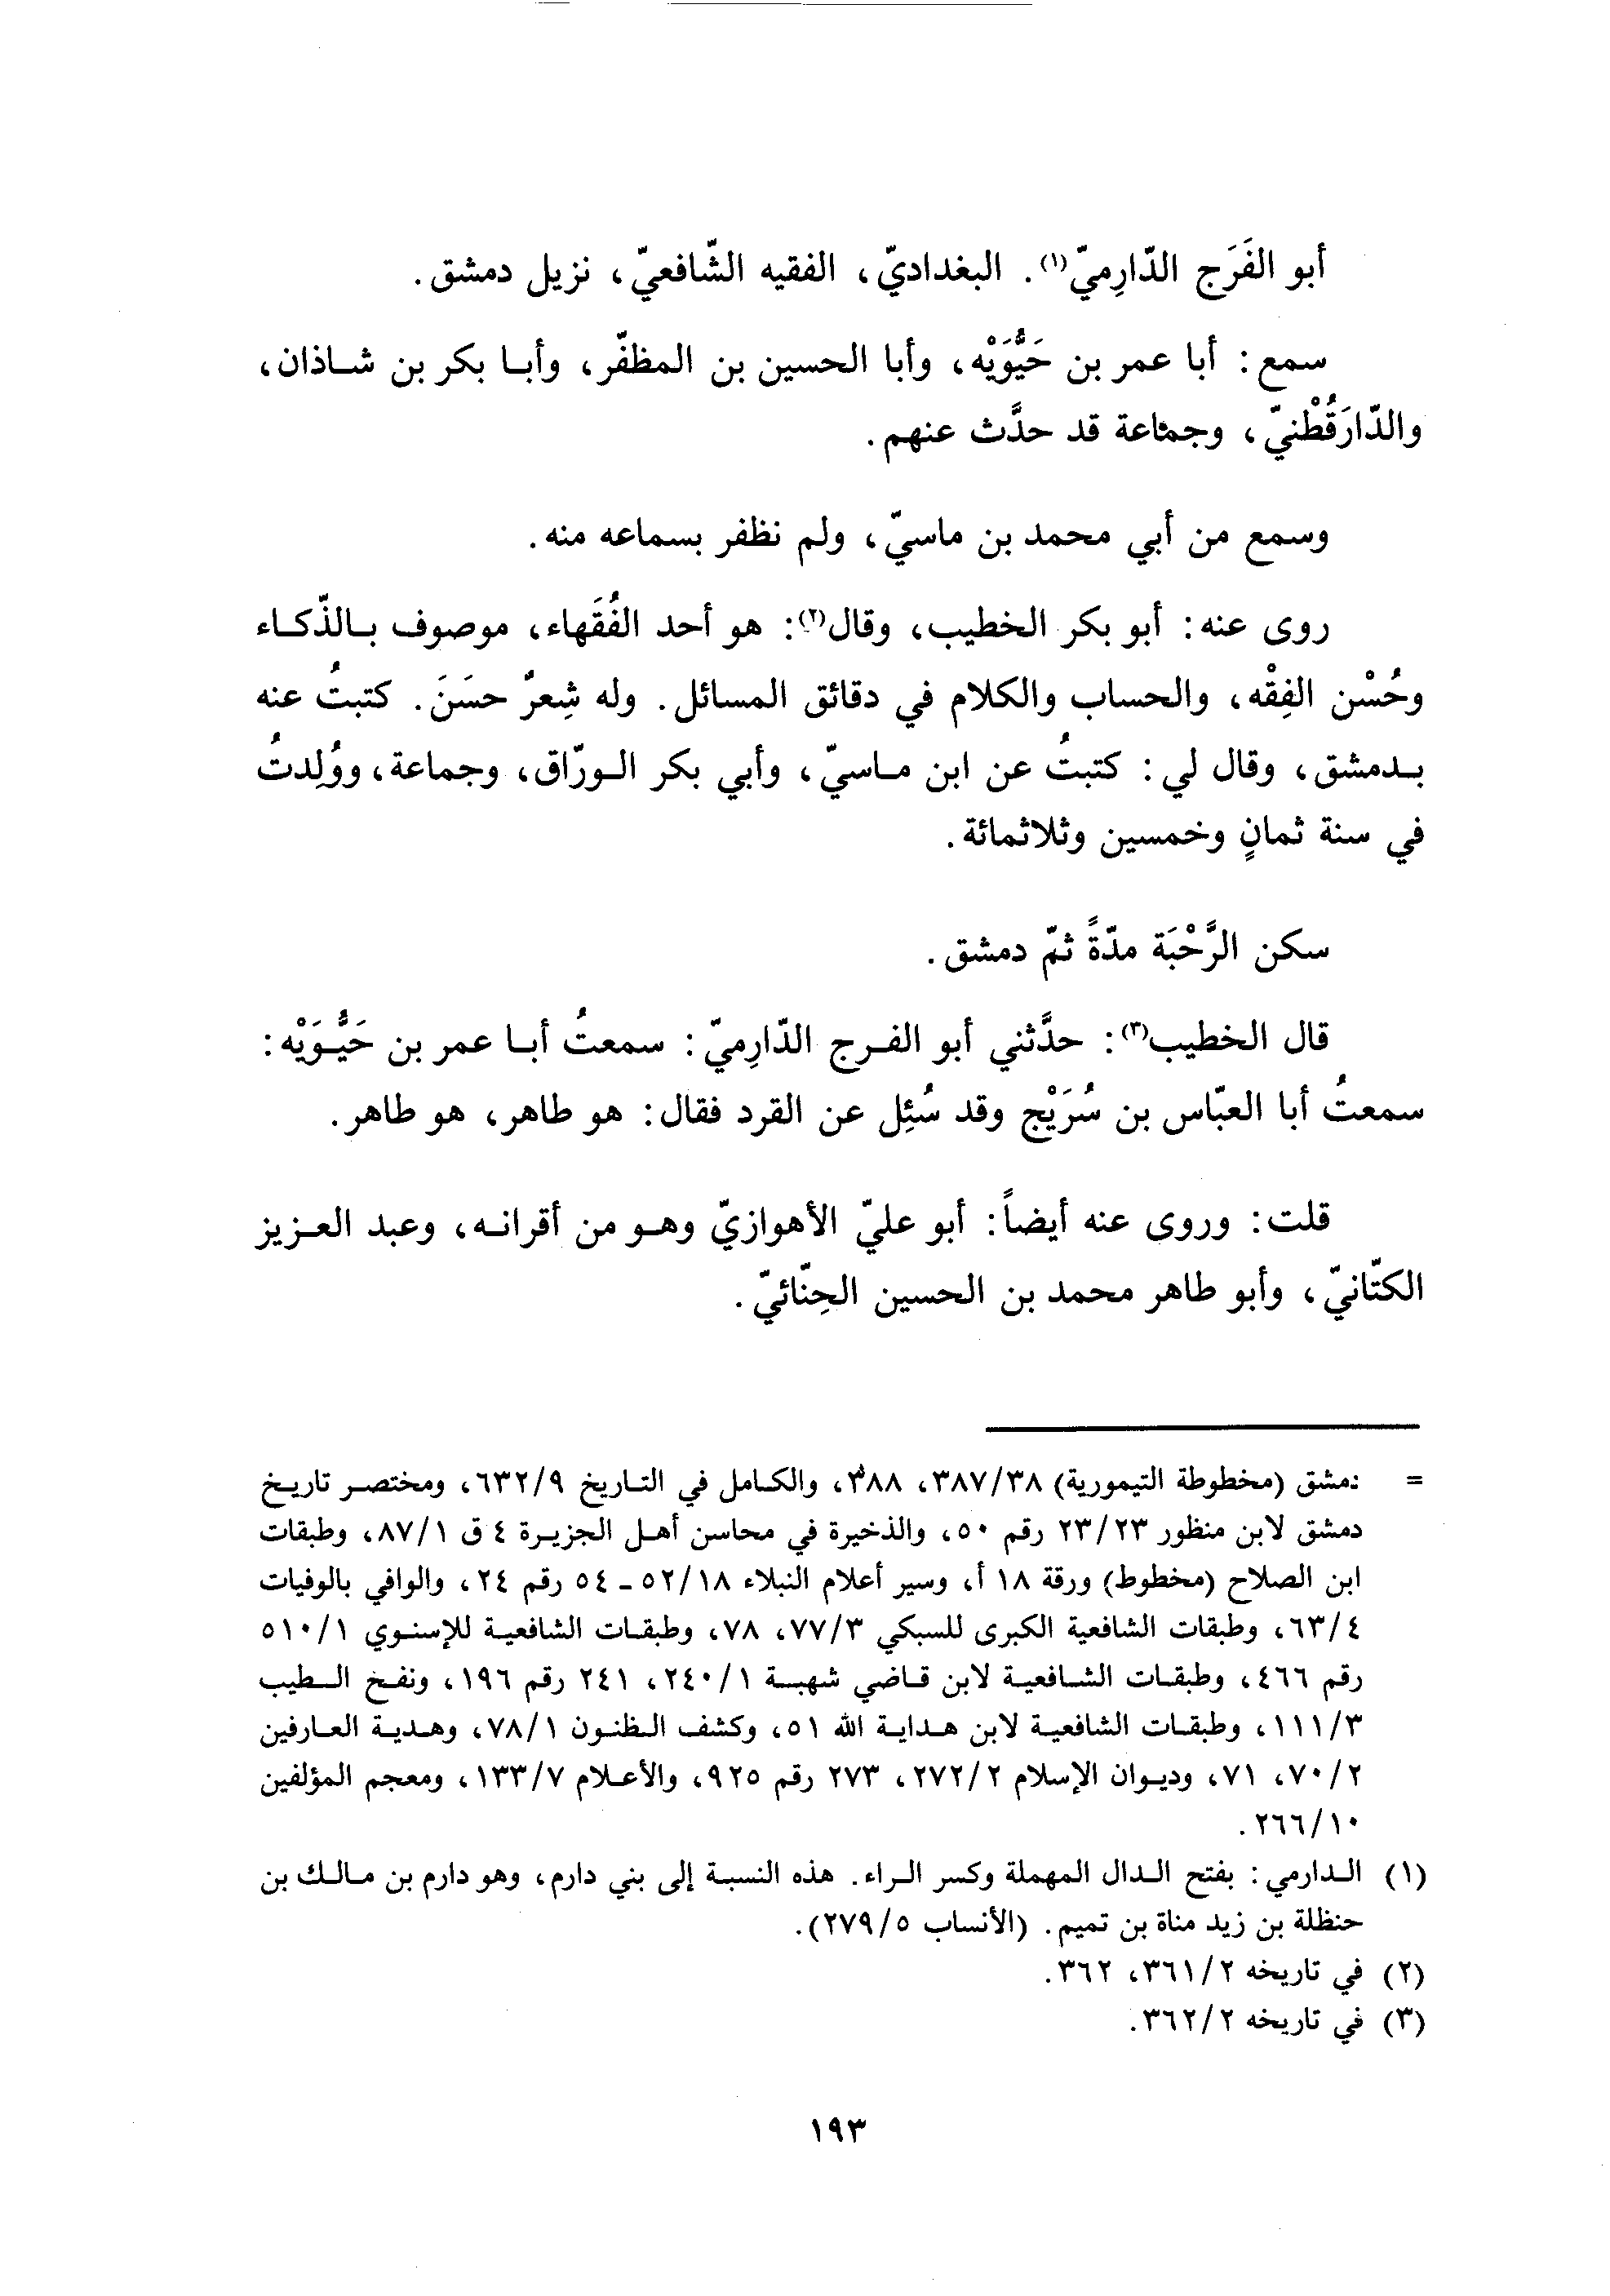 أبو الفَرَج الدّارِميّ(١). البغداديّ، الفقيه الشّافعيّ، نزيل دمشق.
سمع: أبا عمر بن حَيُّوَيْه، وأبا الحسين بن المظفّر، وأبا بكر بن شاذان،
والدّارَقُطْنيّ، وجماعة قد حدَّث عنهم.
وسمع من أبي محمد بن ماسيّ، ولم نظفر بسماعه منه.
روى عنه: أبو بكر الخطيب، وقال(٢): هو أحد الفُقَهاء، موصوف بالذّكاء
وحُسْن الفِقْه، والحساب والكلام في دقائق المسائل. وله شِعرٌ حسَنَ. كتبتُ عنه
بدمشق، وقال لي: كتبتُ عن ابن ماسيّ، وأبي بكر الورّاق، وجماعة، ووُلِدتُ
في سنة ثمانٍ وخمسين وثلاثمائة.
سكن الرَّحْبَة مدّةً ثمّ دمشق.
قال الخطيب(٣): حدَّثني أبو الفرج الدّارِميّ: سمعتُ أبا عمر بن حَيُّوَيْه:
سمعتُ أبا العبّاس بن سُرَيْج وقد سُئِل عن القرد فقال: هو طاهر، هو طاهر.
قلت: وروى عنه أيضاً: أبو عليّ الأهوازيّ وهو من أقرانه، وعبد العزيز
الكتّانيّ، وأبو طاهر محمد بن الحسين الحِنّائيّ.
= دمشق (مخطوطة التيمورية) ٣٨٧/٣٨، ٣٨٨، والكامل في التاريخ ٦٣٢/٩، ومختصر تاريخ
دمشق لابن منظور ٢٣/٢٣ رقم ٥٠، والذخيرة في محاسن أهل الجزيرة ٤ ق ٨٧/١، وطبقات
ابن الصلاح (مخطوط) ورقة ١٨ أ، وسير أعلام النبلاء ٥٢/١٨ - ٥٤ رقم ٢٤، والوافي بالوفيات
٦٣/٤، وطبقات الشافعية الكبرى للسبكي ٧٧/٣، ٧٨، وطبقات الشافعية للإسنوي ٥١٠/١
رقم ٤٦٦، وطبقات الشافعية لابن قاضي شهبة ٢٤٠/١، ٢٤١ رقم ١٩٦، ونفح الطيب
١١١/٣، وطبقات الشافعية لابن هداية الله ٥١، وكشف الظنون ٧٨/١، وهدية العارفين
٧٠/٢، ٧١، وديوان الإسلام ٢٧٢/٢، ٢٧٣ رقم ٩٢٥، والأعلام ١٣٣/٧، ومعجم المؤلفين
٢٦٦/١٠.
(١) الدارمي: بفتح الدال المهملة وكسر الراء. هذه النسبة إلى بني دارم، وهو دارم بن مالك بن
حنظلة بن زيد مناة بن تميم. (الأنساب ٢٧٩/٥).
(٢) في تاريخه ٣٦١/٢، ٣٦٢.
(٣) في تاريخه ٣٦٢/٢.
١٩٣